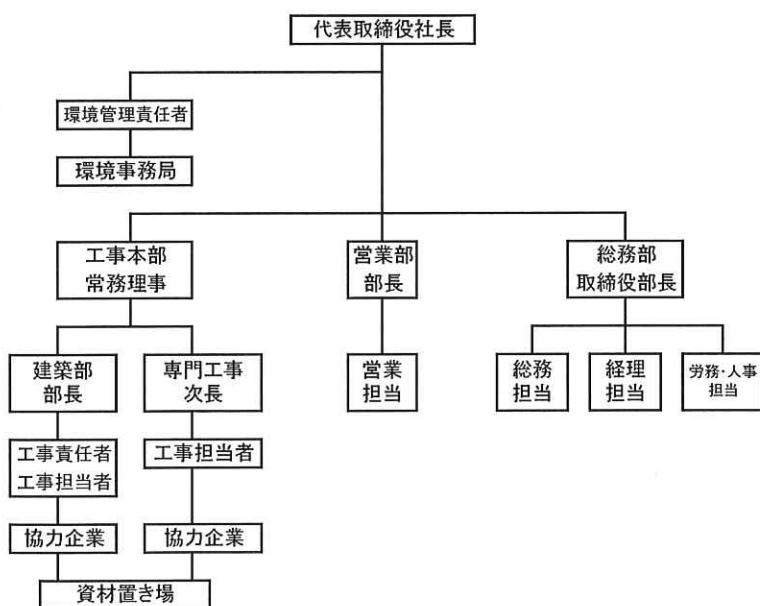 代表取締役社長
環境管理責任者
環境事務局
工事本部
常務理事
営業部
部長
総務部
取締役部長
建築部
部長
専門工事
次長
営業
担当
総務
担当
経理
担当
労務・人事
担当
工事責任者
工事担当者
工事担当者
協力企業
協力企業
資材置き場